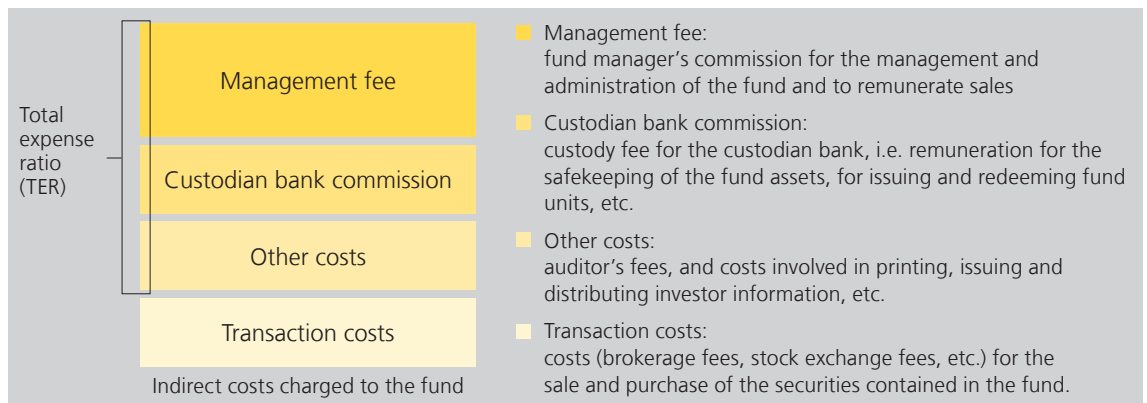 Total
expense
ratio
(TER)
Management fee
Custodian bank commission
Other costs
Transaction costs
Indirect costs charged to the fund
Management fee:
fund manager’s commission for the management and
administration of the fund and to remunerate sales
Custodian bank commission:
custody fee for the custodian bank, i.e. remuneration for the
safekeeping of the fund assets, for issuing and redeeming fund
units, etc.
Other costs:
auditor’s fees, and costs involved in printing, issuing and
distributing investor information, etc.
Transaction costs:
costs (brokerage fees, stock exchange fees, etc.) for the
sale and purchase of the securities contained in the fund.